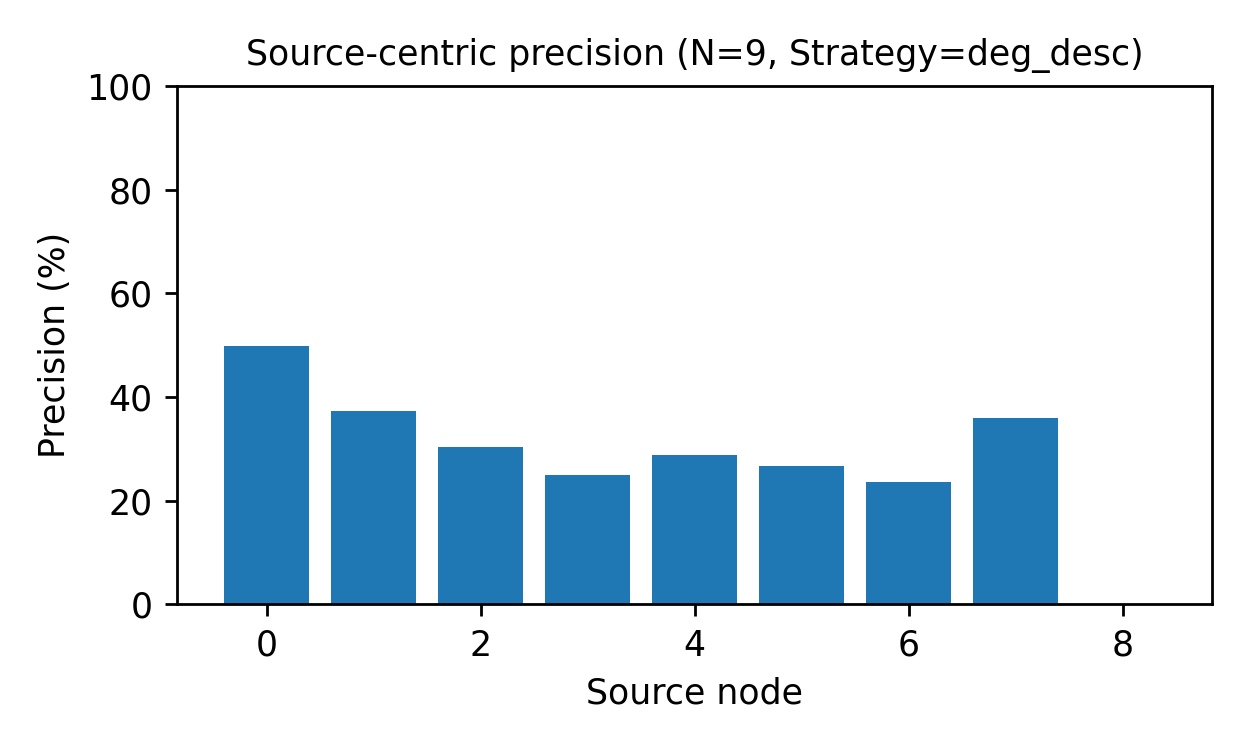 Source-centric precision (N=9, Strategy=deg_desc)
100
80
60
40
20
0
Precision (%)
0 2 4 6 8
Source node